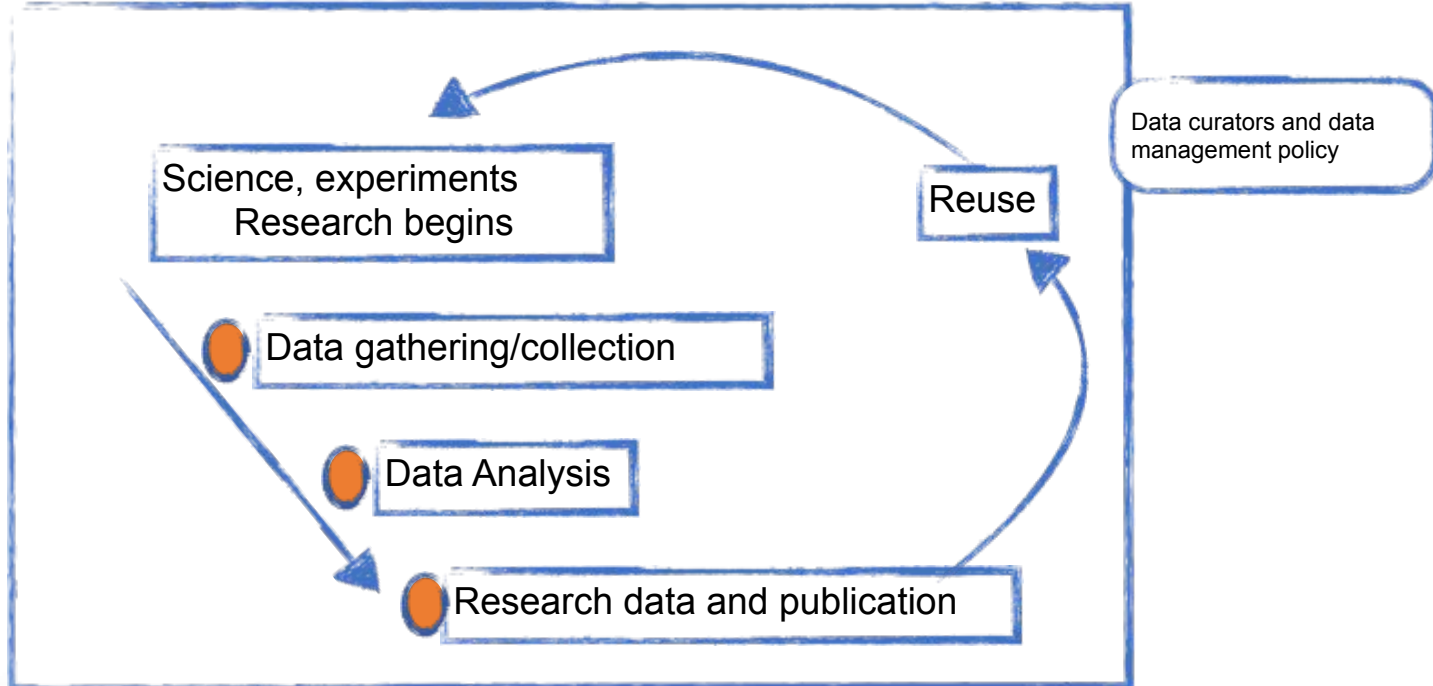 Science, experiments
Research begins
Reuse
Data curators and data
management policy
Data gathering/collection
Data Analysis
Research data and publication